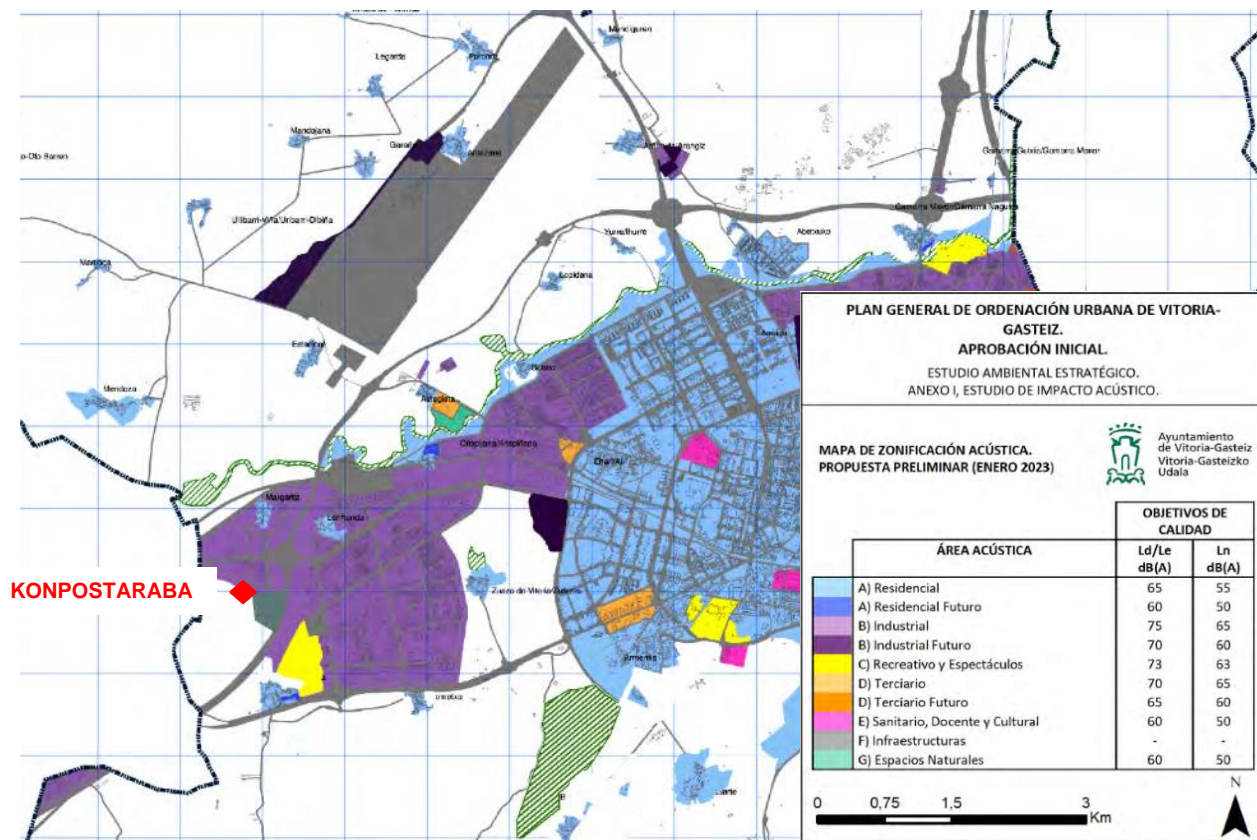 Mendiguren
Legarda
Foronda
Mandojana
Antezana
Yurre/Ihurre
Abetxuko
Lopidana
Mendoza
Margarita
Lermanda
Armentia
KONPOSTARABA
PLAN GENERAL DE ORDENACIÓN URBANA DE VITORIA-
GASTEIZ.
APROBACIÓN INICIAL.
ESTUDIO AMBIENTAL ESTRATÉGICO.
ANEXO I, ESTUDIO DE IMPACTO ACÚSTICO.
MAPA DE ZONIFICACIÓN ACÚSTICA.
PROPUESTA PRELIMINAR (ENERO 2023)
Ayuntamiento
de Vitoria-Gasteiz
Vitoria-Gasteizko
Udala
OBJETIVOS DE
CALIDAD
ÁREA ACÚSTICA Ld/Le Ln
dB(A) dB(A)
A) Residencial 65 55
A) Residencial Futuro 60 50
B) Industrial 75 65
B) Industrial Futuro 70 60
C) Recreativo y Espectáculos 73 63
D) Terciario 70 65
D) Terciario Futuro 65 60
E) Sanitario, Docente y Cultural 60 50
F) Infraestructuras - -
G) Espacios Naturales 60 50
N
0 0,75 1,5 3
Km